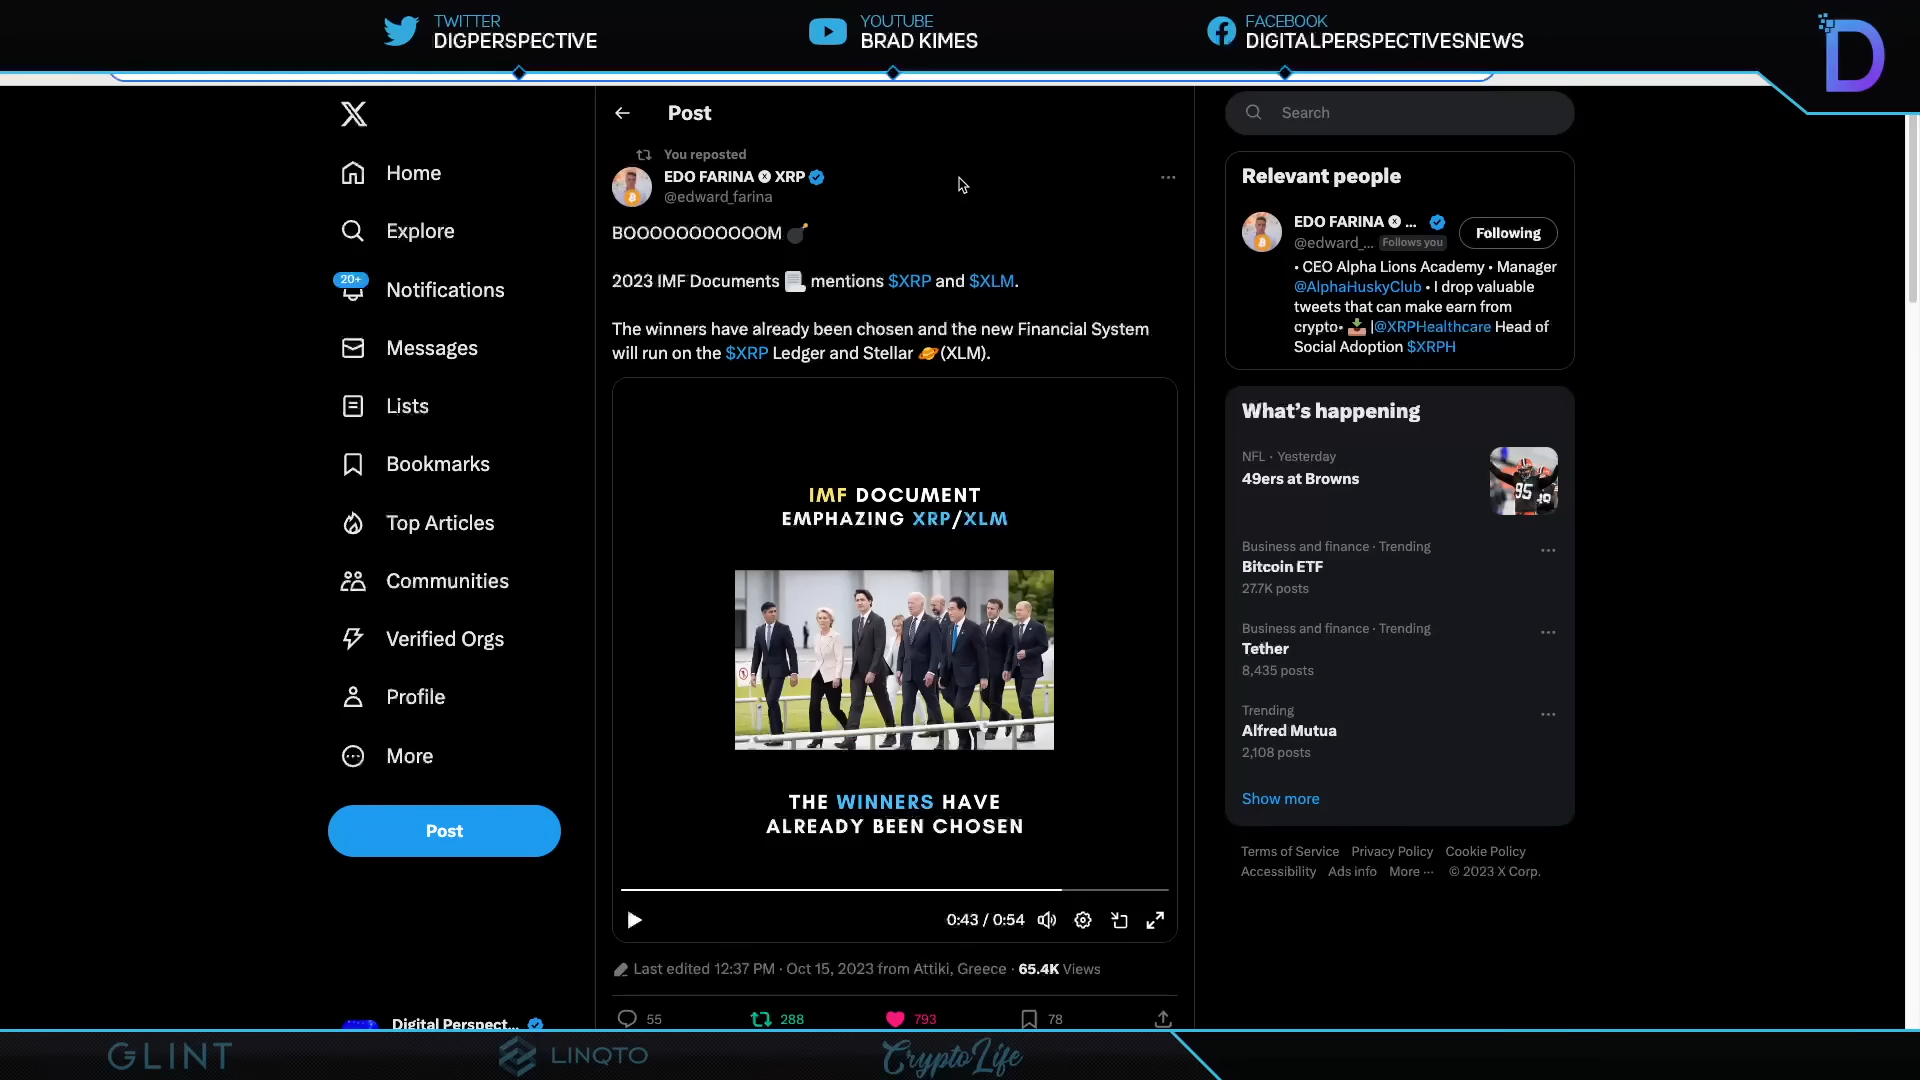 TWITTER
DIGPERSPECTIVE
YOUTUBE
BRAD KIMES
FACEBOOK
DIGITALPERSPECTIVESNEWS
Home
Explore
20+
Notifications
Messages
Lists
Bookmarks
Top Articles
Communities
Verified Orgs
Profile
More
Post
Digital Perspect...
Post
You reposted
EDO FARINA XRP
@edward_farina
BOOOOOOOOOOOM 💣
2023 IMF Documents 📃 mentions $XRP and $XLM.
The winners have already been chosen and the new Financial System
will run on the $XRP Ledger and Stellar 🪐(XLM).
IMF DOCUMENT
EMPHAZING XRP/XLM
THE WINNERS HAVE
ALREADY BEEN CHOSEN
0:43 / 0:54
Last edited 12:37 PM · Oct 15, 2023 from Attiki, Greece · 65.4K Views
55 288 793 78
Search
Relevant people
EDO FARINA ...
@edward_... Follows you
Following
• CEO Alpha Lions Academy • Manager
@AlphaHuskyClub • I drop valuable
tweets that can make earn from
crypto• 📥 |@XRPHealthcare Head of
Social Adoption $XRPH
What's happening
NFL · Yesterday
49ers at Browns
95
Business and finance · Trending
Bitcoin ETF
27.7K posts
Business and finance · Trending
Tether
8,435 posts
Trending
Alfred Mutua
2,108 posts
Show more
Terms of Service Privacy Policy Cookie Policy
Accessibility Ads info More ··· © 2023 X Corp.
GLINT
LINQTO
CryptoLife